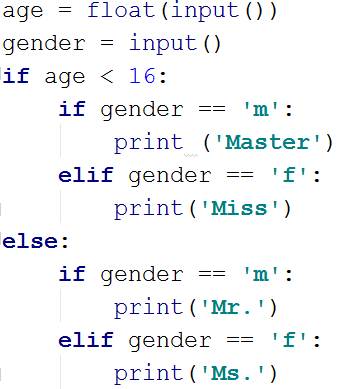 age = float(input())
gender = input()
if age < 16:
    if gender == 'm':
        print ('Master')
    elif gender == 'f':
        print('Miss')
else:
    if gender == 'm':
        print('Mr.')
    elif gender == 'f':
        print('Ms.')